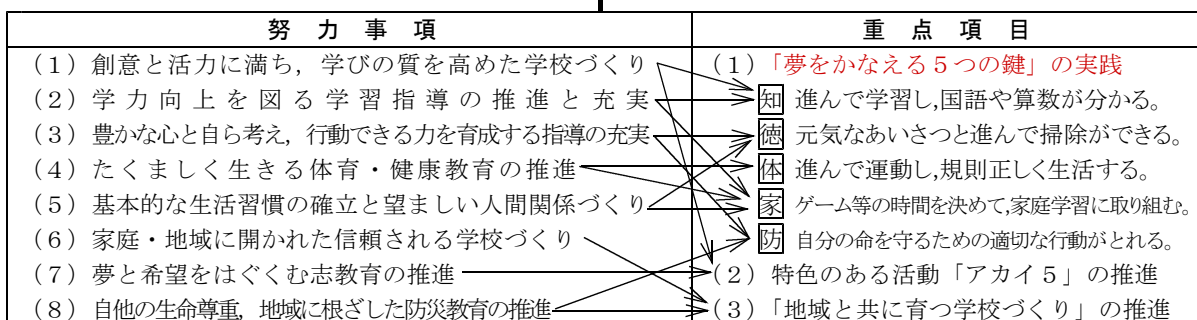 努力事項
(1)創意と活力に満ち，学びの質を高めた学校づくり
(2)学力向上を図る学習指導の推進と充実
(3)豊かな心と自ら考え，行動できる力を育成する指導の充実
(4)たくましく生きる体育・健康教育の推進
(5)基本的な生活習慣の確立と望ましい人間関係づくり
(6)家庭・地域に開かれた信頼される学校づくり
(7)夢と希望をはぐくむ志教育の推進
(8)自他の生命尊重，地域に根ざした防災教育の推進
重点項目
(1)「夢をかなえる５つの鍵」の実践
知 進んで学習し,国語や算数が分かる。
徳 元気なあいさつと進んで掃除ができる。
体 進んで運動し,規則正しく生活する。
家 ゲーム等の時間を決めて,家庭学習に取り組む。
防 自分の命を守るための適切な行動がとれる。
(2)特色のある活動「アカイ５」の推進
(3)「地域と共に育つ学校づくり」の推進